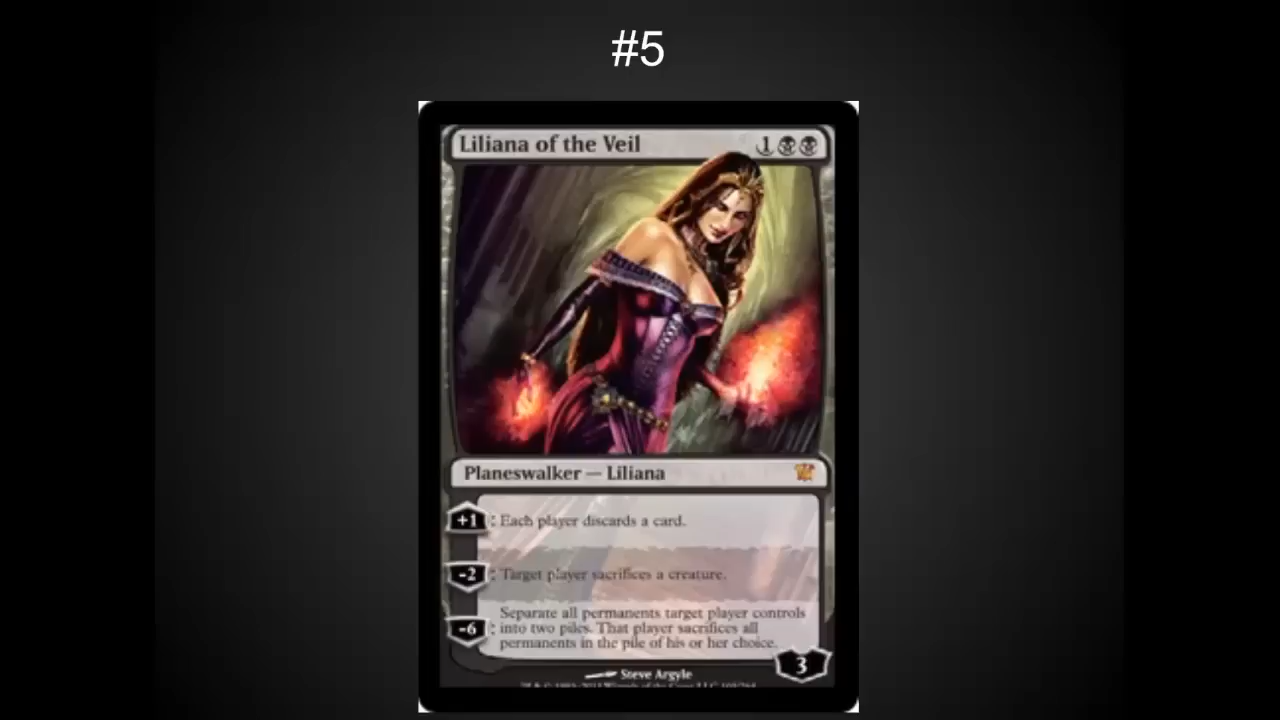 #5
Liliana of the Veil 1
Planeswalker — Liliana
+1 : Each player discards a card.
-2 : Target player sacrifices a creature.
Separate all permanents target player controls
-6 : into two piles. That player sacrifices all
permanents in the pile of his or her choice.
3
Steve Argyle